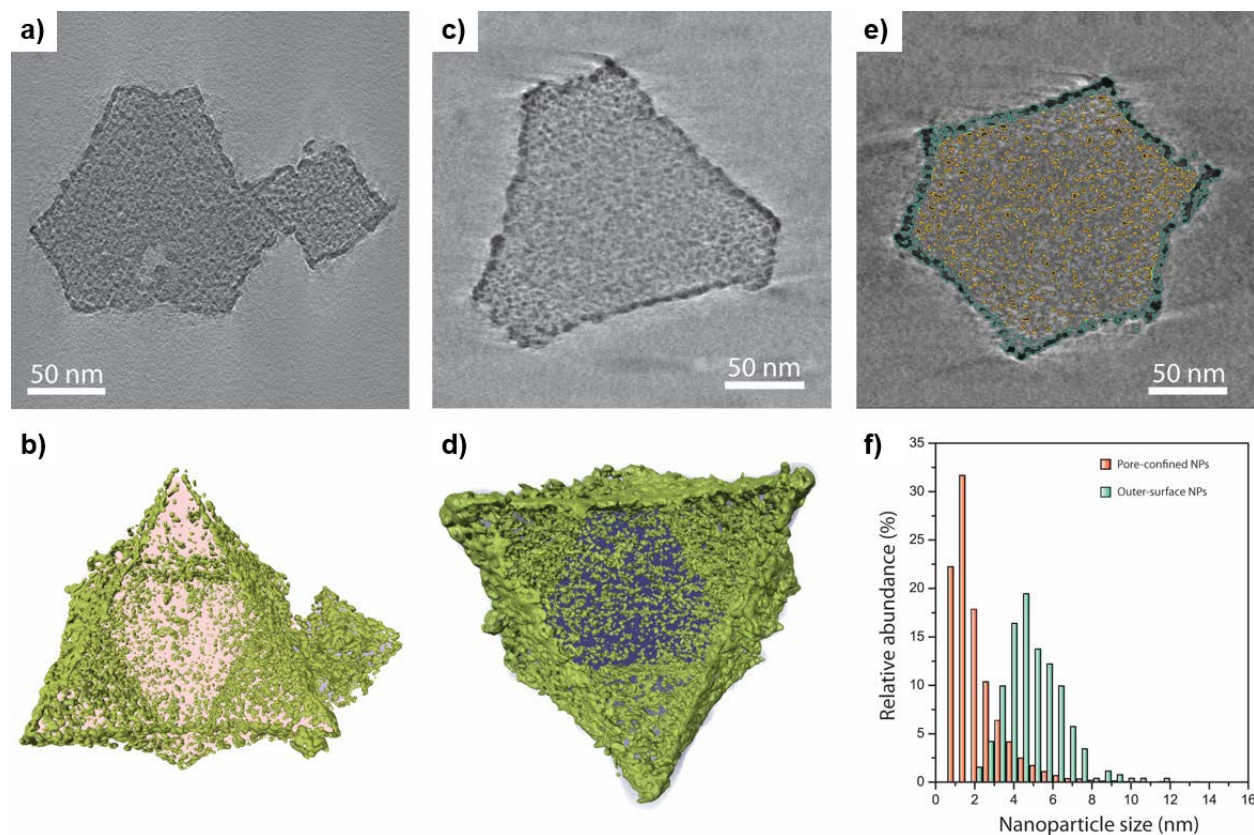 a)
50 nm
c)
50 nm
e)
50 nm
b)
d)
f)
35
30
25
20
15
10
5
0
Relative abundance (%)
Pore-confined NPs
Outer-surface NPs
0 2 4 6 8 10 12 14 16
Nanoparticle size (nm)